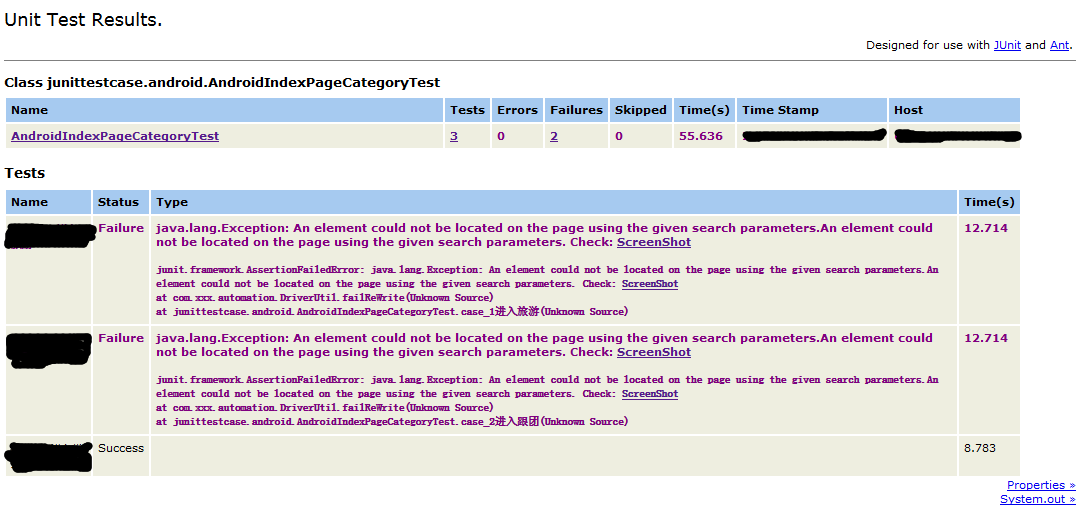 Unit Test Results.
Designed for use with JUnit and Ant.
Class junittestcase.android.AndroidIndexPageCategoryTest
Name Tests Errors Failures Skipped Time(s) Time Stamp Host
AndroidIndexPageCategoryTest 3 0 2 0 55.636
Tests
Name Status Type Time(s)
Failure java.lang.Exception: An element could not be located on the page using the given search parameters.An element could 12.714
not be located on the page using the given search parameters. Check: ScreenShot
junit.framework.AssertionFailedError: java.lang.Exception: An element could not be located on the page using the given search parameters.An
element could not be located on the page using the given search parameters. Check: ScreenShot
at com.xxx.automation.DriverUtil.failReWrite(Unknown Source)
at junittestcase.android.AndroidIndexPageCategoryTest.case_1进入旅游(Unknown Source)
Failure java.lang.Exception: An element could not be located on the page using the given search parameters.An element could 12.714
not be located on the page using the given search parameters. Check: ScreenShot
junit.framework.AssertionFailedError: java.lang.Exception: An element could not be located on the page using the given search parameters.An
element could not be located on the page using the given search parameters. Check: ScreenShot
at com.xxx.automation.DriverUtil.failReWrite(Unknown Source)
at junittestcase.android.AndroidIndexPageCategoryTest.case_2进入跟团(Unknown Source)
Success 8.783
Properties »
System.out »